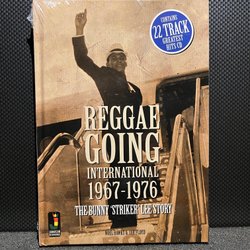 CONTAINS
22 TRACK
GREATEST
HITS CD
REGGAE
GOING
INTERNATIONAL
1967-1976
THE BUNNY 'STRIKER' LEE STORY